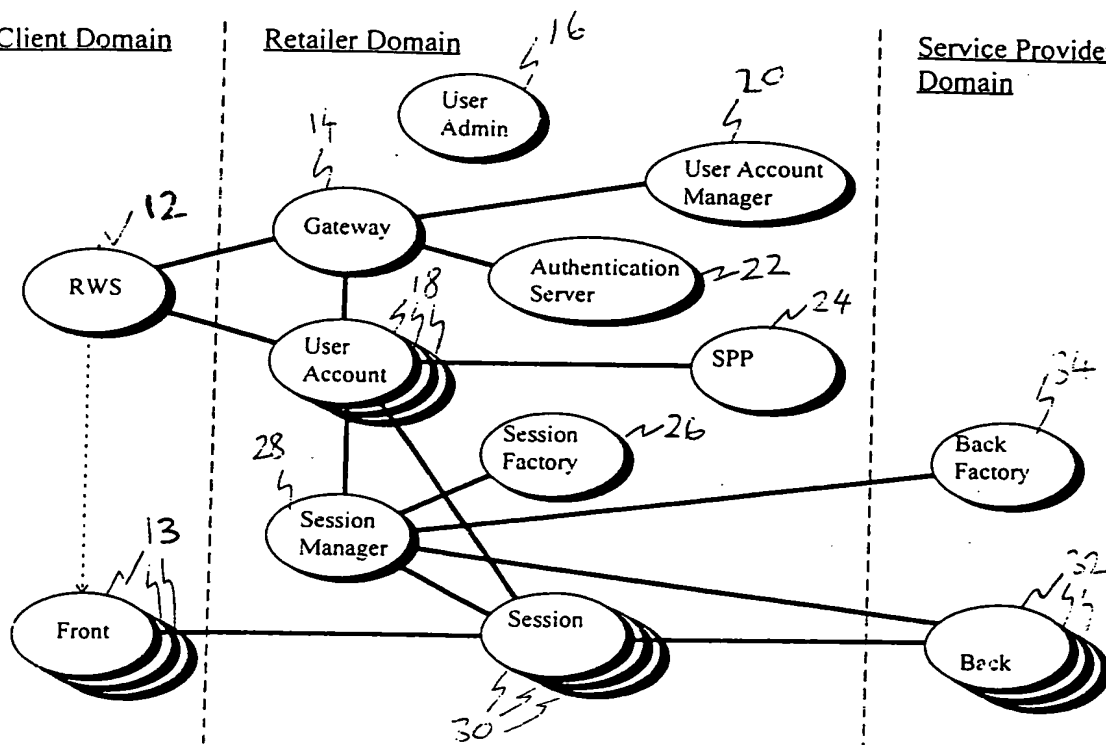 Client Domain
Retailer Domain
Service Provide
Domain
16
User
Admin
20
14
User Account
Manager
12
Gateway
RWS
Authentication
Server
22
18
User
Account
24
SPP
34
Session
Factory
26
Back
Factory
28
Session
Manager
13
32
Front
Session
Back
30